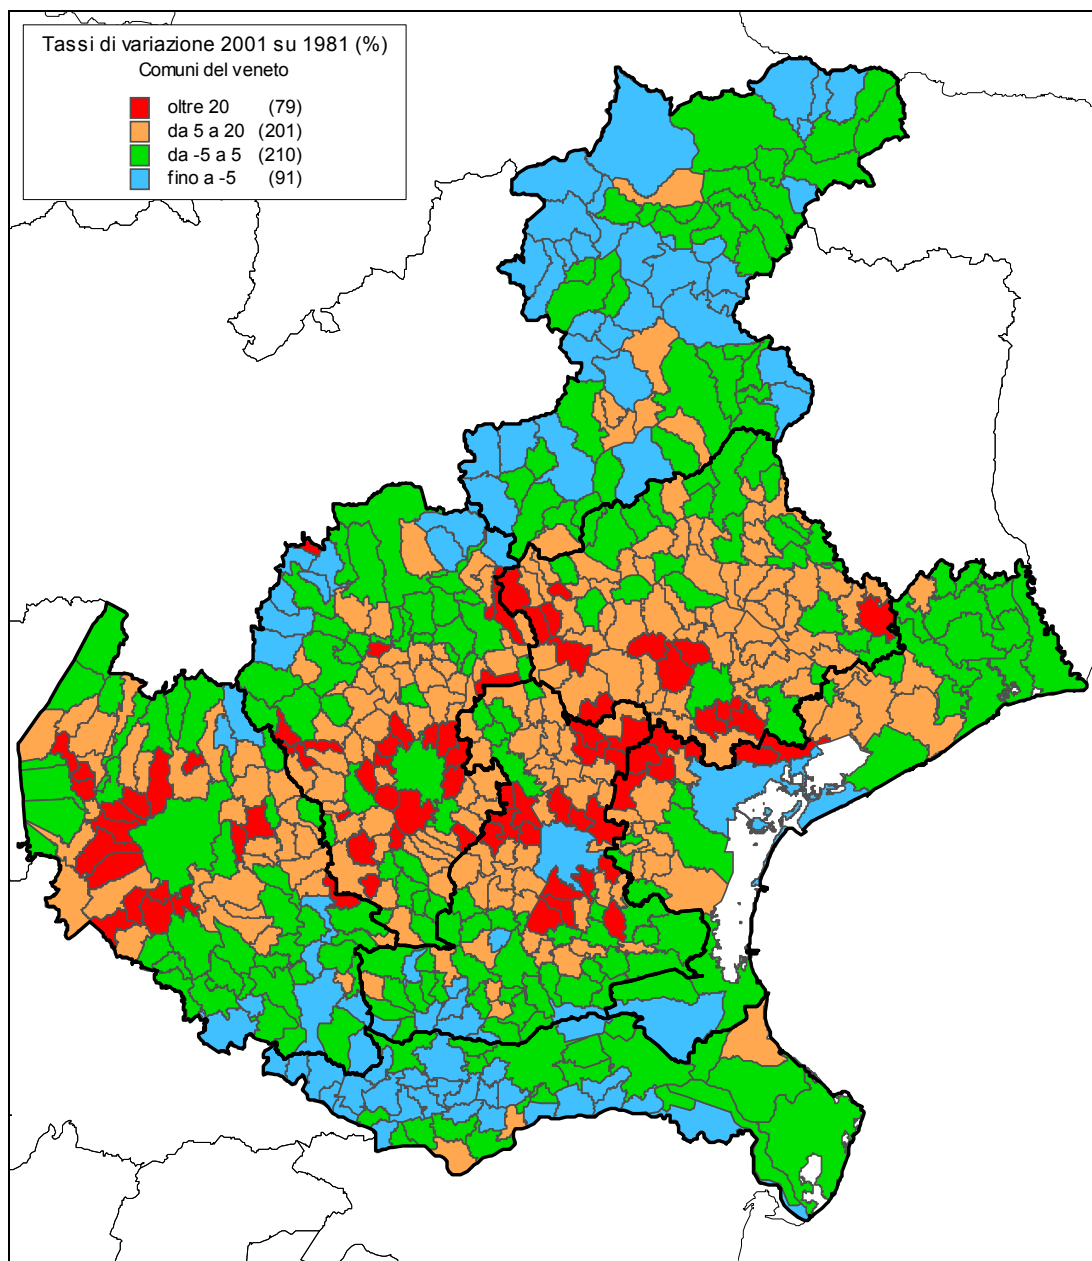 Tassi di variazione 2001 su 1981 (%)
Comuni del veneto
oltre 20 (79)
da 5 a 20 (201)
da -5 a 5 (210)
fino a -5 (91)